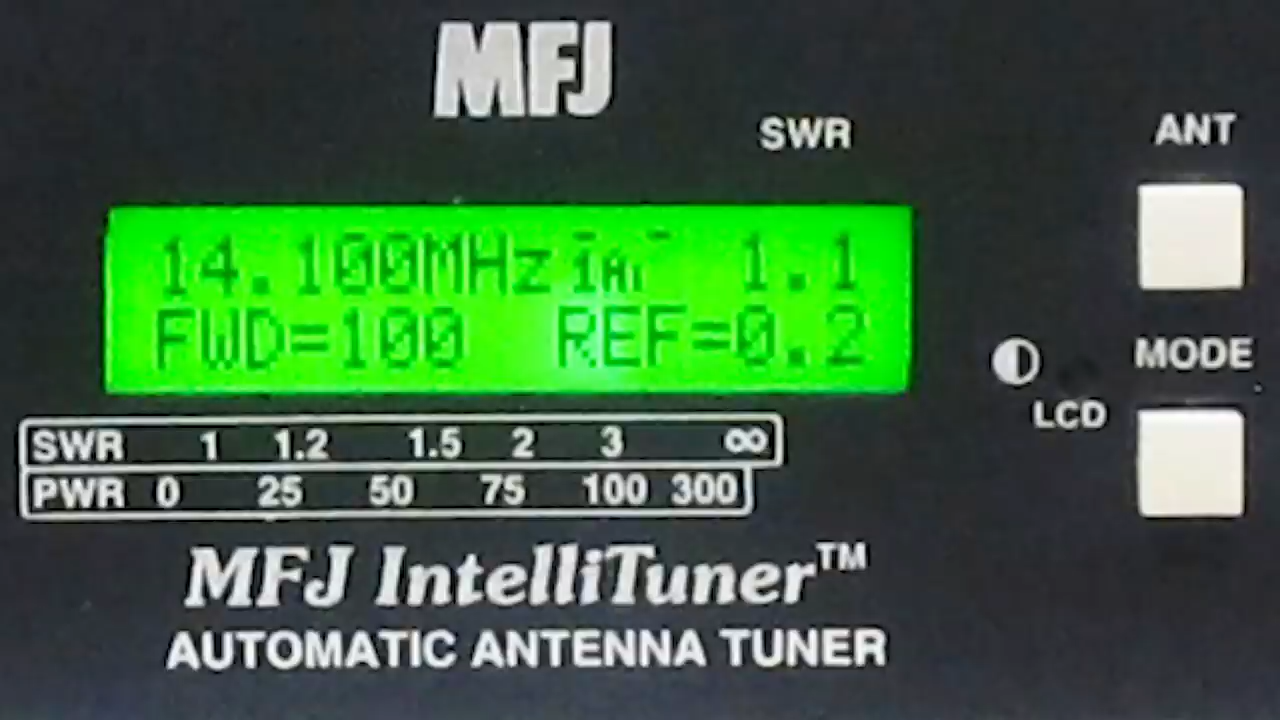 MFJ
SWR
ANT
14.100MHz 1.1
FWD=100 REF=0.2
MODE
LCD
SWR 1 1.2 1.5 2 3 ∞
PWR 0 25 50 75 100 300
MFJ IntelliTuner™
AUTOMATIC ANTENNA TUNER